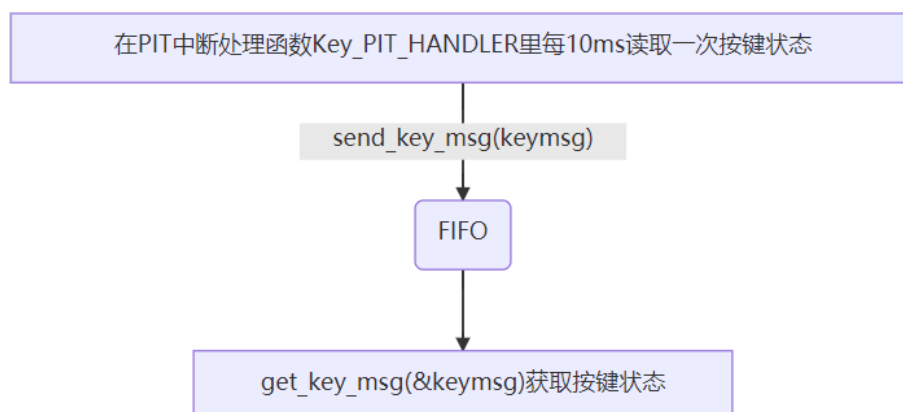 在PIT中断处理函数Key_PIT_HANDLER里每10ms读取一次按键状态
send_key_msg(keymsg)
FIFO
get_key_msg(&keymsg)获取按键状态